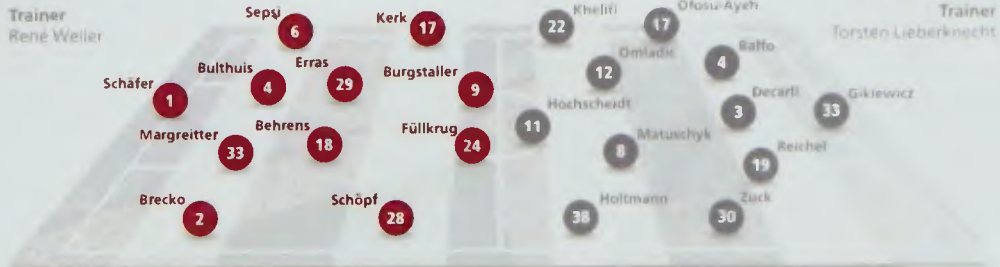 Trainer
René Weiler
Sepsi
6
Kerk
17
Bulthuis
4
Erras
29
Burgstaller
9
Schäfer
1
Margreitter
33
Behrens
18
Füllkrug
24
Brecko
2
Schöpf
28
Trainer
Torsten Lieberknecht
Khelifi
22
Ofosu-Ayeh
17
Omladic
12
Baffo
4
Decarli
3
Gikiewicz
33
Hochscheidt
11
Matuschyk
8
Reichel
19
Holtmann
38
Zuck
30